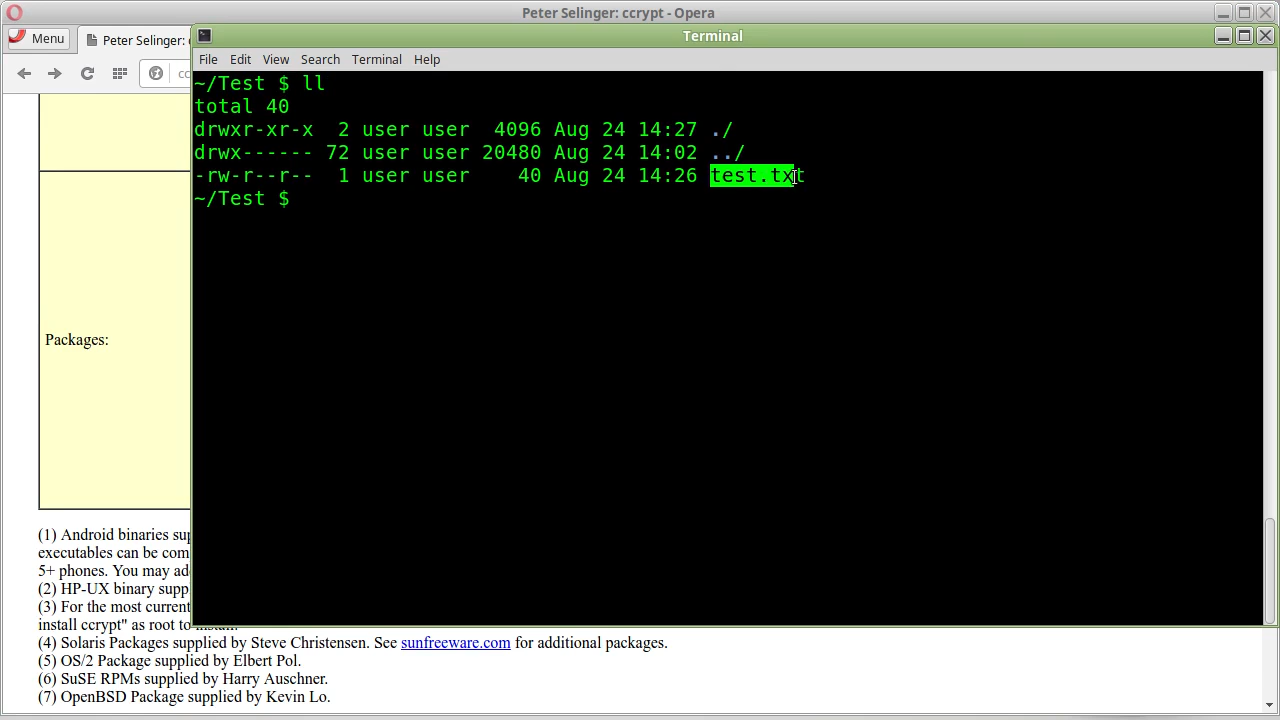 Peter Selinger: ccrypt - Opera
Menu
Peter Selinger:
Terminal
File Edit View Search Terminal Help
~/Test $ ll
total 40
drwxr-xr-x 2 user user 4096 Aug 24 14:27 ./
drwx------ 72 user user 20480 Aug 24 14:02 ../
-rw-r--r-- 1 user user 40 Aug 24 14:26 test.txt
~/Test $
Packages:
(1) Android binaries
executables can be
5+ phones. You may
(2) HP-UX binary
(3) For the most current
install ccrypt" as root to install.
(4) Solaris Packages supplied by Steve Christensen. See sunfreeware.com for additional packages.
(5) OS/2 Package supplied by Elbert Pol.
(6) SuSE RPMs supplied by Harry Auschner.
(7) OpenBSD Package supplied by Kevin Lo.